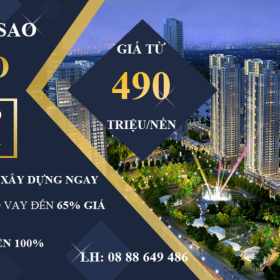 SAO
GIÁ TỪ
490
TRIỆU/NỀN
XÂY DỰNG NGAY
VAY ĐẾN 65% GIÁ
100%
LH: 08 88 649 486